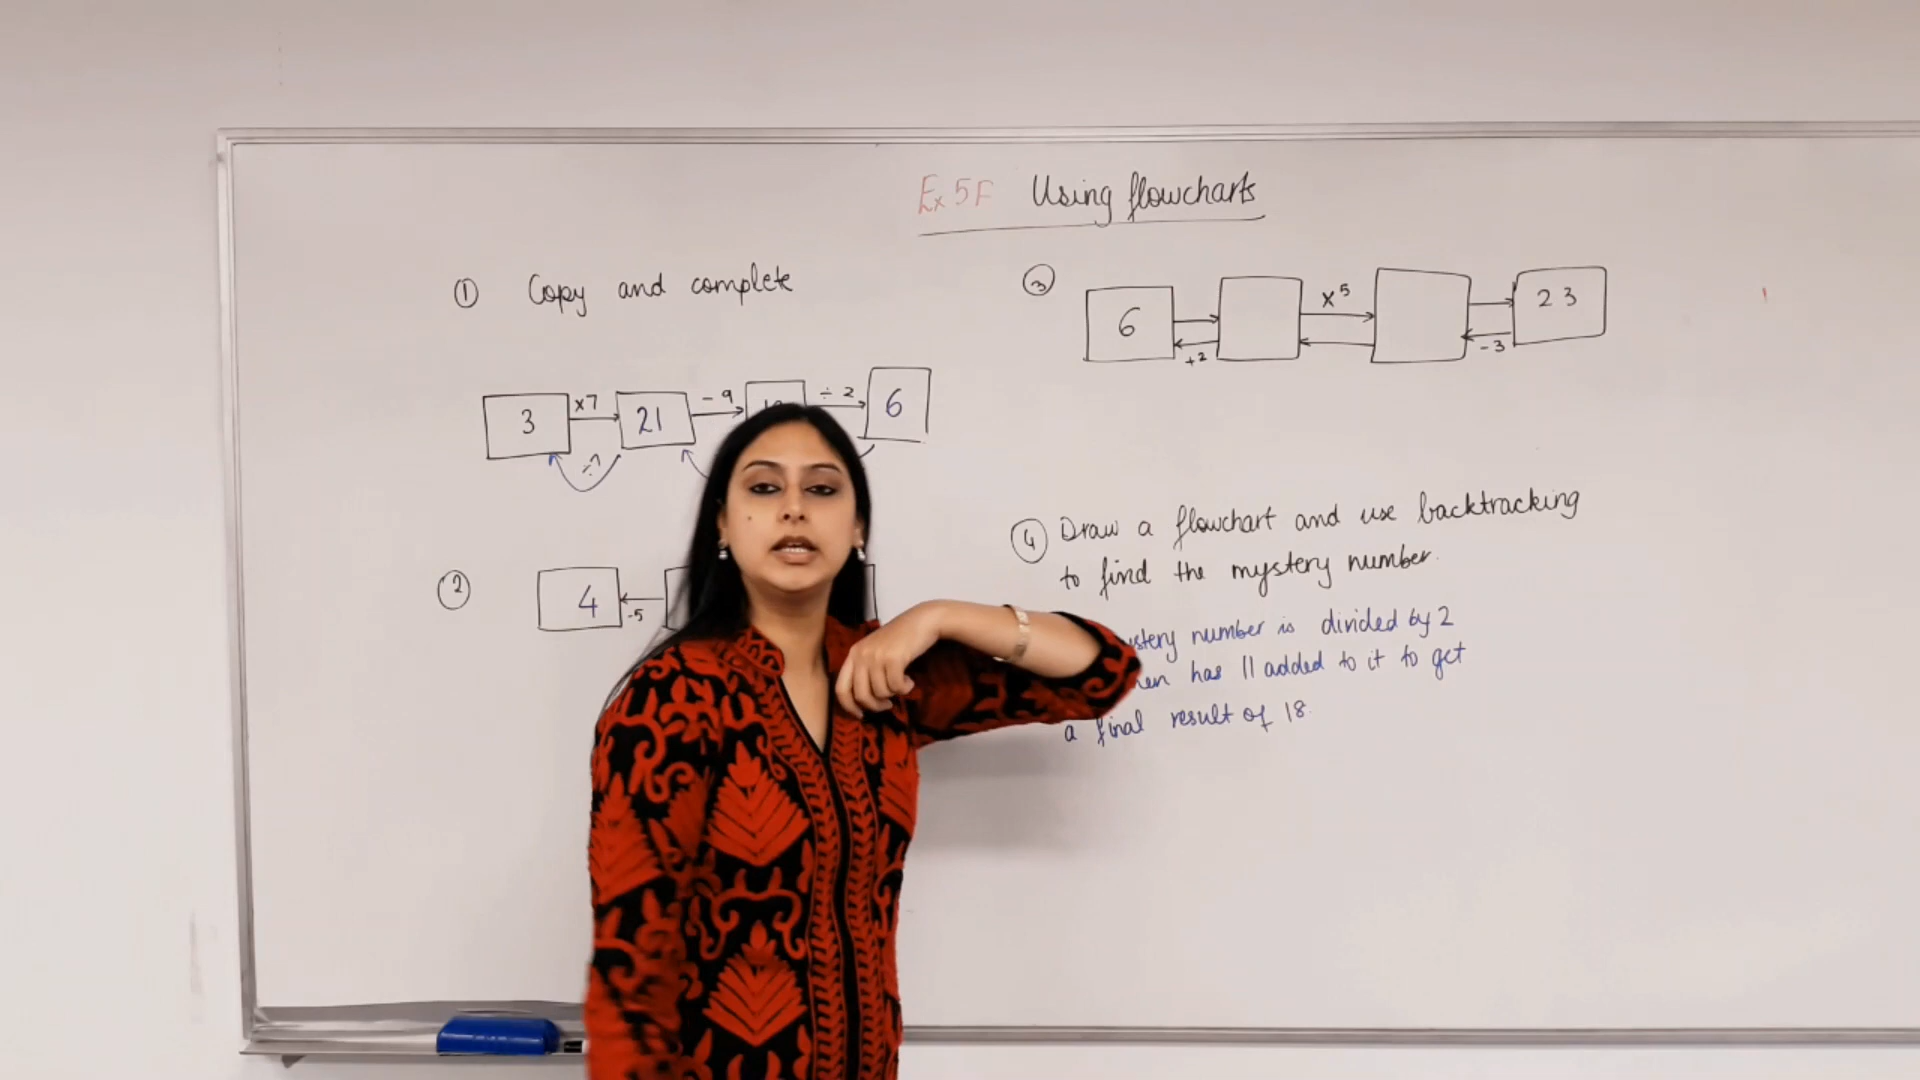 Ex 5F Using flowcharts
① Copy and complete
3 ×7 21 - 9 ÷ 2 6
÷7
② 4 -5
③ 6 ×5 23
+2 -3
④ Draw a flowchart and use backtracking
to find the mystery number.
number is divided by 2
has 11 added to it to get
a final result of 18.